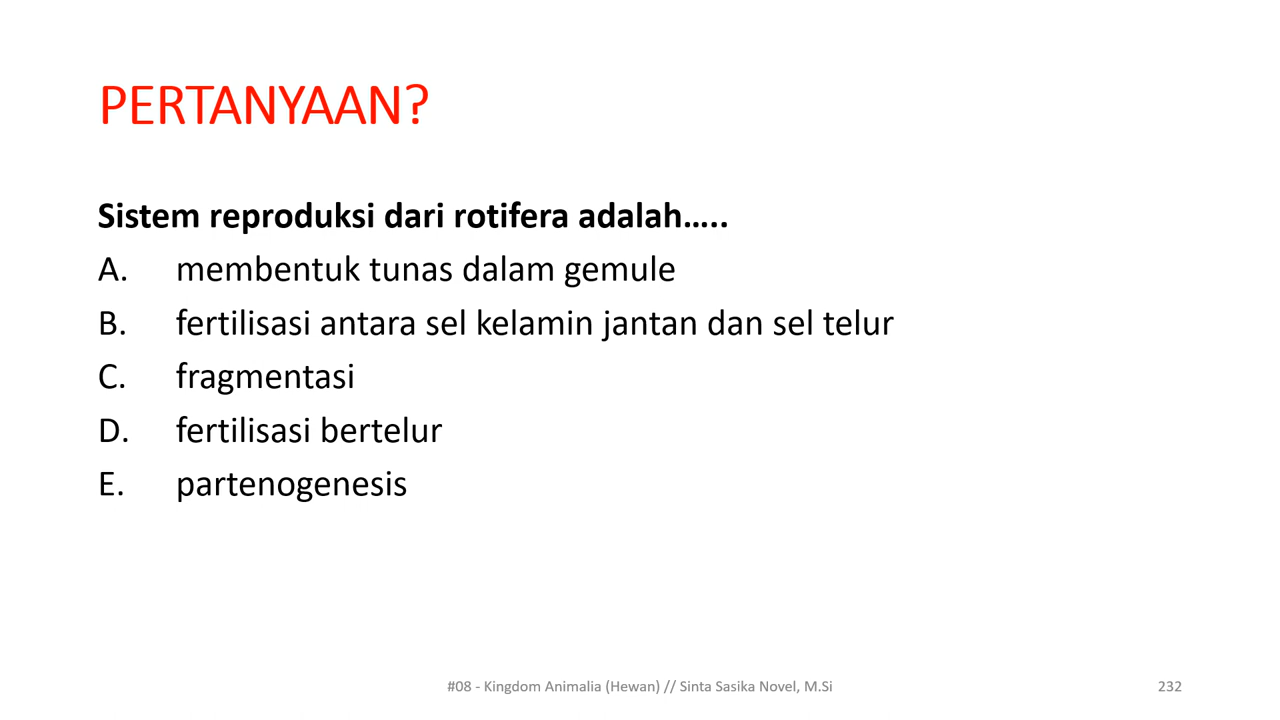 PERTANYAAN?
Sistem reproduksi dari rotifera adalah…..
A. membentuk tunas dalam gemule
B. fertilisasi antara sel kelamin jantan dan sel telur
C. fragmentasi
D. fertilisasi bertelur
E. partenogenesis
#08 - Kingdom Animalia (Hewan) // Sinta Sasika Novel, M.Si 232